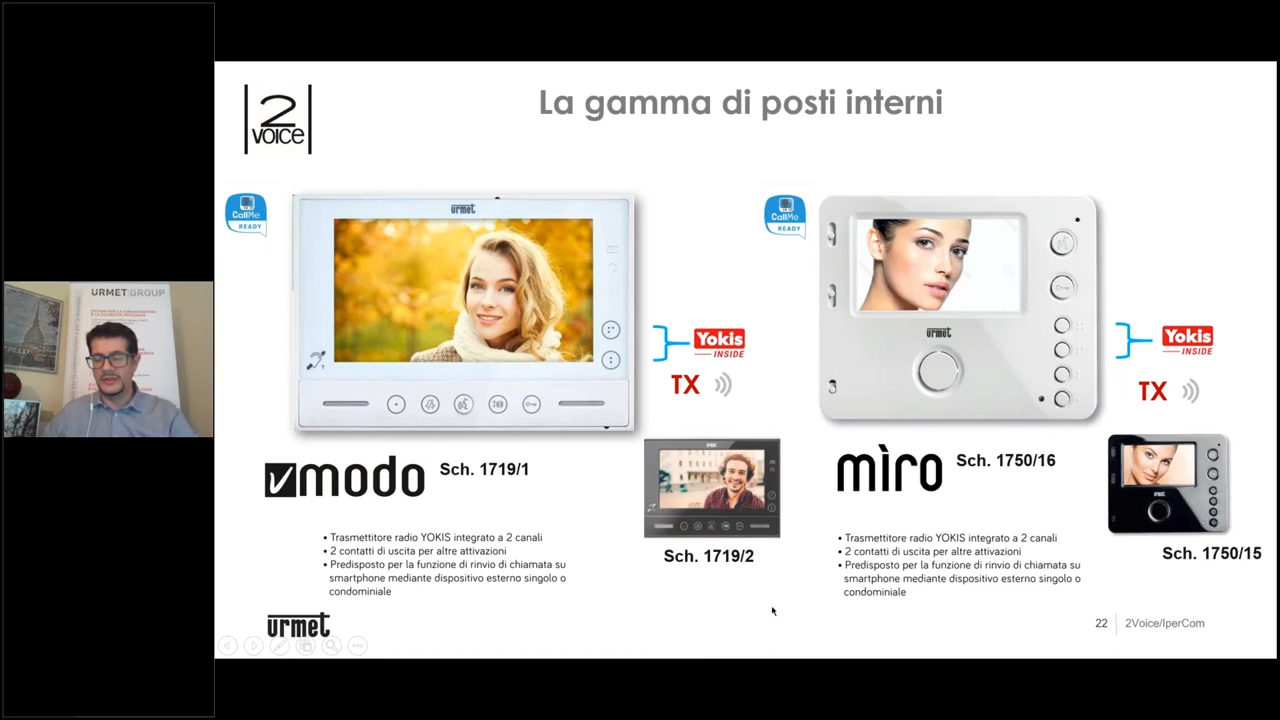 2
VOICE
La gamma di posti interni
CallMe
READY
urmet
CallMe
READY
urmet
Yokis
INSIDE
TX
Yokis
INSIDE
TX
URMET GROUP
vmodo
Sch. 1719/1
urmet
Sch. 1719/2
mìro
Sch. 1750/16
urmet
Sch. 1750/15
• Trasmettitore radio YOKIS integrato a 2 canali
• 2 contatti di uscita per altre attivazioni
• Predisposto per la funzione di rinvio di chiamata su
smartphone mediante dispositivo esterno singolo o
condominiale
• Trasmettitore radio YOKIS integrato a 2 canali
• 2 contatti di uscita per altre attivazioni
• Predisposto per la funzione di rinvio di chiamata su
smartphone mediante dispositivo esterno singolo o
condominiale
urmet
22
2Voice/IperCom